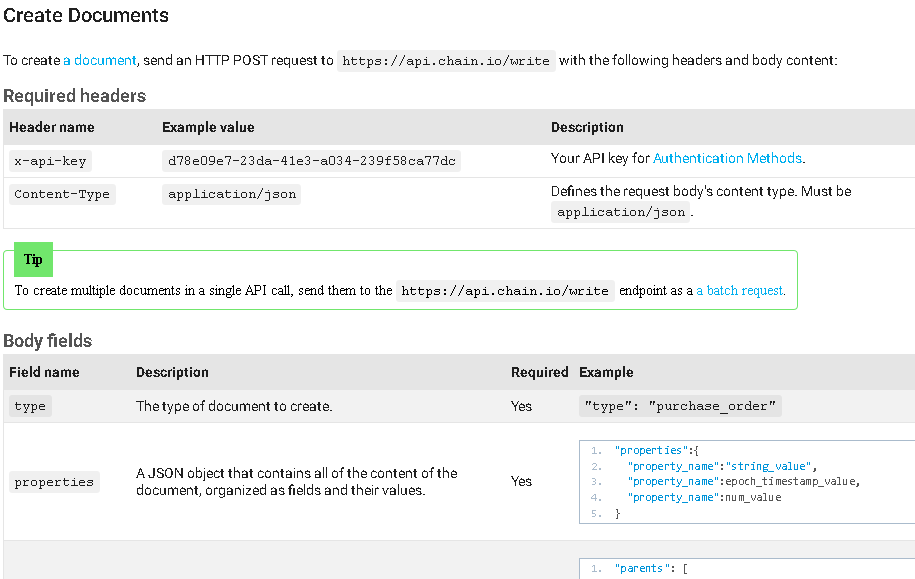 Create Documents
To create a document, send an HTTP POST request to https://api.chain.io/write with the following headers and body content:
Required headers
Header name Example value Description
x-api-key d78e09e7-23da-41e3-a034-239f58ca77dc Your API key for Authentication Methods.
Content-Type application/json Defines the request body's content type. Must be
application/json.
Tip
To create multiple documents in a single API call, send them to the https://api.chain.io/write endpoint as a a batch request.
Body fields
Field name Description Required Example
type The type of document to create. Yes "type": "purchase_order"
properties A JSON object that contains all of the content of the
document, organized as fields and their values. Yes
1. "properties":{
2. "property_name":"string_value",
3. "property_name":epoch_timestamp_value,
4. "property_name":num_value
5. }
1. "parents": [